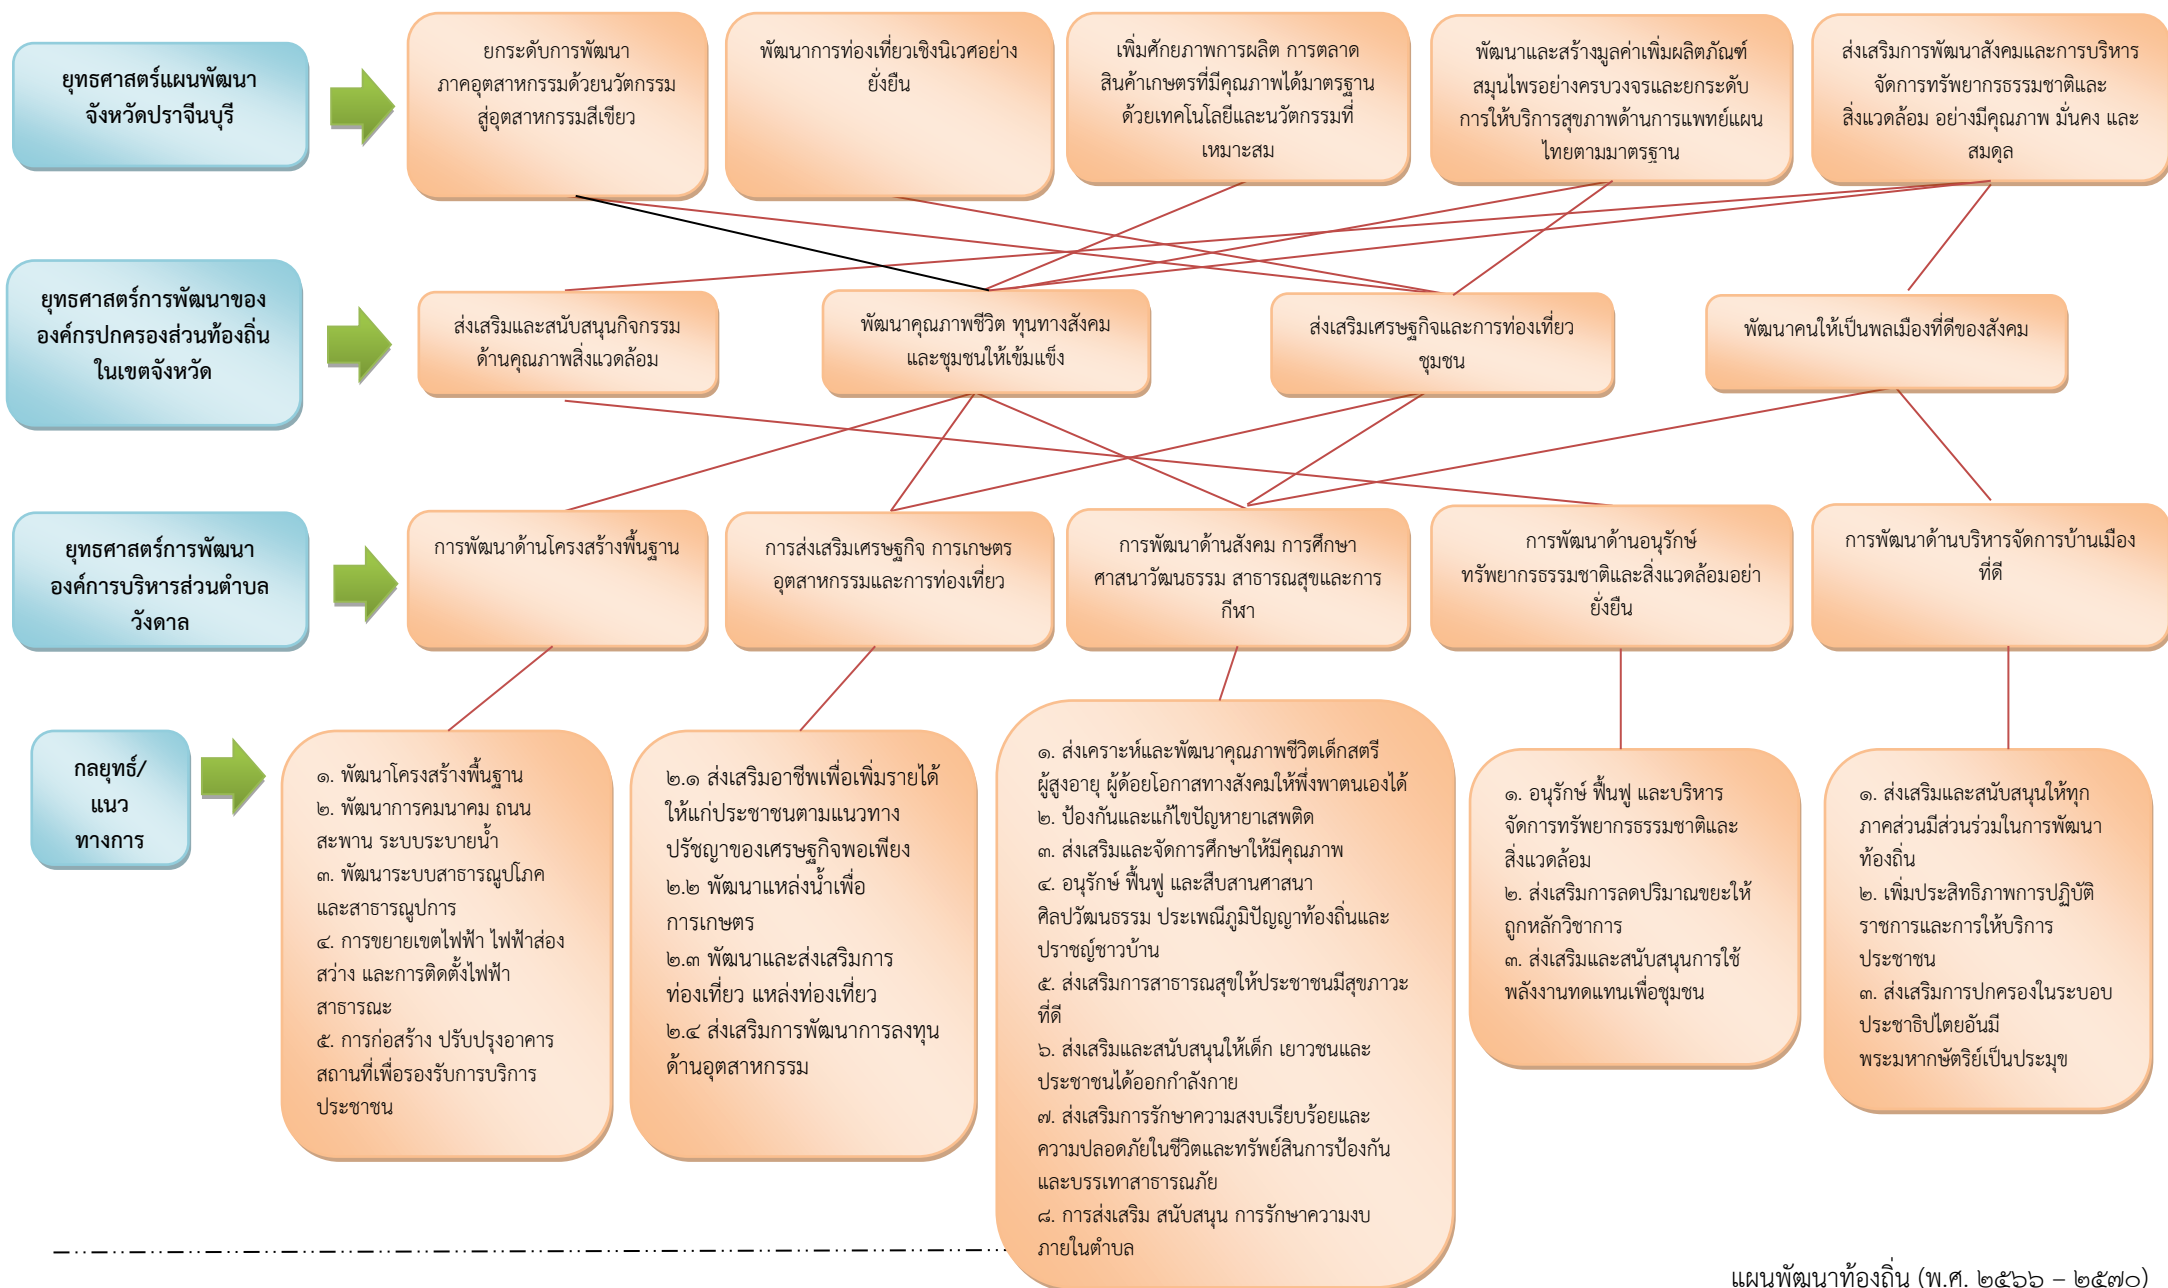 ยุทธศาสตร์แผนพัฒนา
จังหวัดปราจีนบุรี
ยกระดับการพัฒนา
ภาคอุตสาหกรรมด้วยนวัตกรรม
สู่อุตสาหกรรมสีเขียว
พัฒนาการท่องเที่ยวเชิงนิเวศอย่าง
ยั่งยืน
เพิ่มศักยภาพการผลิต การตลาด
สินค้าเกษตรที่มีคุณภาพได้มาตรฐาน
ด้วยเทคโนโลยีและนวัตกรรมที่
เหมาะสม
พัฒนาและสร้างมูลค่าเพิ่มผลิตภัณฑ์
สมุนไพรอย่างครบวงจรและยกระดับ
การให้บริการสุขภาพด้านการแพทย์แผน
ไทยตามมาตรฐาน
ส่งเสริมการพัฒนาสังคมและการบริหาร
จัดการทรัพยากรธรรมชาติและ
สิ่งแวดล้อม อย่างมีคุณภาพ มั่นคง และ
สมดุล
ยุทธศาสตร์การพัฒนาของ
องค์กรปกครองส่วนท้องถิ่น
ในเขตจังหวัด
ส่งเสริมและสนับสนุนกิจกรรม
ด้านคุณภาพสิ่งแวดล้อม
พัฒนาคุณภาพชีวิต ทุนทางสังคม
และชุมชนให้เข้มแข็ง
ส่งเสริมเศรษฐกิจและการท่องเที่ยว
ชุมชน
พัฒนาคนให้เป็นพลเมืองที่ดีของสังคม
ยุทธศาสตร์การพัฒนา
องค์การบริหารส่วนตำบล
วังดาล
การพัฒนาด้านโครงสร้างพื้นฐาน
การส่งเสริมเศรษฐกิจ การเกษตร
อุตสาหกรรมและการท่องเที่ยว
การพัฒนาด้านสังคม การศึกษา
ศาสนาวัฒนธรรม สาธารณสุขและการ
กีฬา
การพัฒนาด้านอนุรักษ์
ทรัพยากรธรรมชาติและสิ่งแวดล้อมอย่า
ยั่งยืน
การพัฒนาด้านบริหารจัดการบ้านเมือง
ที่ดี
กลยุทธ์/
แนว
ทางการ
๑. พัฒนาโครงสร้างพื้นฐาน
๒. พัฒนาการคมนาคม ถนน
สะพาน ระบบระบายน้ำ
๓. พัฒนาระบบสาธารณูปโภค
และสาธารณูปการ
๔. การขยายเขตไฟฟ้า ไฟฟ้าส่อง
สว่าง และการติดตั้งไฟฟ้า
สาธารณะ
๕. การก่อสร้าง ปรับปรุงอาคาร
สถานที่เพื่อรองรับการบริการ
ประชาชน
๒.๑ ส่งเสริมอาชีพเพื่อเพิ่มรายได้
ให้แก่ประชาชนตามแนวทาง
ปรัชญาของเศรษฐกิจพอเพียง
๒.๒ พัฒนาแหล่งน้ำเพื่อ
การเกษตร
๒.๓ พัฒนาและส่งเสริมการ
ท่องเที่ยว แหล่งท่องเที่ยว
๒.๔ ส่งเสริมการพัฒนาการลงทุน
ด้านอุตสาหกรรม
๑. ส่งเคราะห์และพัฒนาคุณภาพชีวิตเด็กสตรี
ผู้สูงอายุ ผู้ด้อยโอกาสทางสังคมให้พึ่งพาตนเองได้
๒. ป้องกันและแก้ไขปัญหายาเสพติด
๓. ส่งเสริมและจัดการศึกษาให้มีคุณภาพ
๔. อนุรักษ์ ฟื้นฟู และสืบสานศาสนา
ศิลปวัฒนธรรม ประเพณีภูมิปัญญาท้องถิ่นและ
ปราชญ์ชาวบ้าน
๕. ส่งเสริมการสาธารณสุขให้ประชาชนมีสุขภาวะ
ที่ดี
๖. ส่งเสริมและสนับสนุนให้เด็ก เยาวชนและ
ประชาชนได้ออกกำลังกาย
๗. ส่งเสริมการรักษาความสงบเรียบร้อยและ
ความปลอดภัยในชีวิตและทรัพย์สินการป้องกัน
และบรรเทาสาธารณภัย
๘. การส่งเสริม สนับสนุน การรักษาความงบ
ภายในตำบล
๑. อนุรักษ์ ฟื้นฟู และบริหาร
จัดการทรัพยากรธรรมชาติและ
สิ่งแวดล้อม
๒. ส่งเสริมการลดปริมาณขยะให้
ถูกหลักวิชาการ
๓. ส่งเสริมและสนับสนุนการใช้
พลังงานทดแทนเพื่อชุมชน
๑. ส่งเสริมและสนับสนุนให้ทุก
ภาคส่วนมีส่วนร่วมในการพัฒนา
ท้องถิ่น
๒. เพิ่มประสิทธิภาพการปฏิบัติ
ราชการและการให้บริการ
ประชาชน
๓. ส่งเสริมการปกครองในระบอบ
ประชาธิปไตยอันมี
พระมหากษัตริย์เป็นประมุข
แผนพัฒนาท้องถิ่น (พ.ศ. ๒๕๖๖ – ๒๕๗๐)